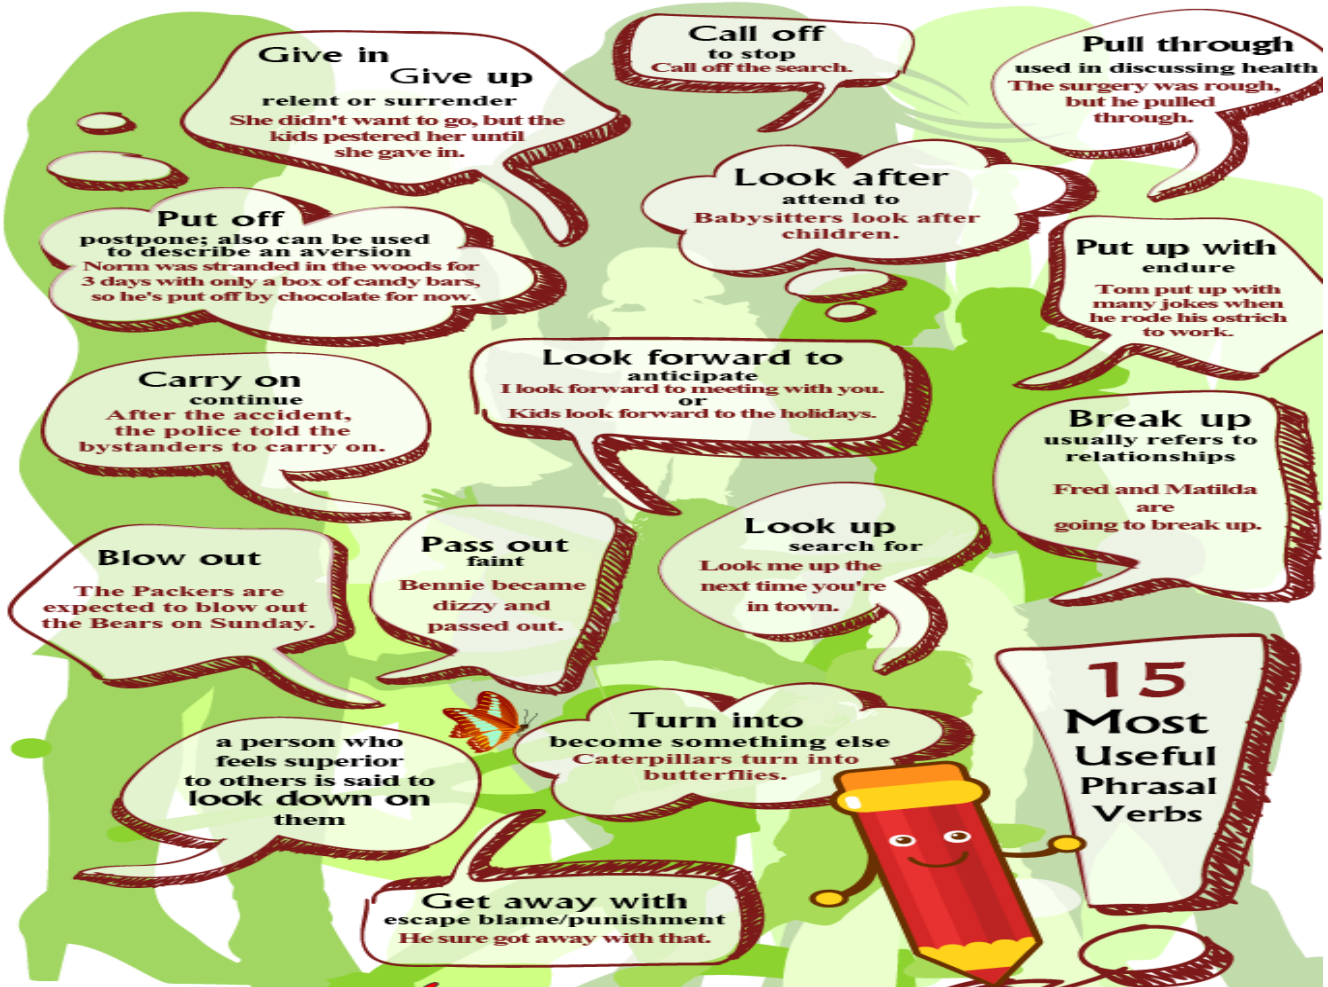 Give in
Give up
relent or surrender
She didn't want to go, but the
kids pestered her until
she gave in.
Call off
to stop
Call off the search.
Pull through
used in discussing health
The surgery was rough,
but he pulled
through.
Look after
attend to
Babysitters look after
children.
Put off
postpone; also can be used
to describe an aversion
Norm was stranded in the woods for
3 days with only a box of candy bars,
so he's put off by chocolate for now.
Put up with
endure
Tom put up with
many jokes when
he rode his ostrich
to work.
Carry on
continue
After the accident,
the police told the
bystanders to carry on.
Look forward to
anticipate
I look forward to meeting with you.
or
Kids look forward to the holidays.
Break up
usually refers to
relationships
Fred and Matilda
are
going to break up.
Blow out
The Packers are
expected to blow out
the Bears on Sunday.
Pass out
faint
Bennie became
dizzy and
passed out.
Look up
search for
Look me up the
next time you're
in town.
15
Most
Useful
Phrasal
Verbs
a person who
feels superior
to others is said to
look down on
them
Turn into
become something else
Caterpillars turn into
butterflies.
Get away with
escape blame/punishment
He sure got away with that.